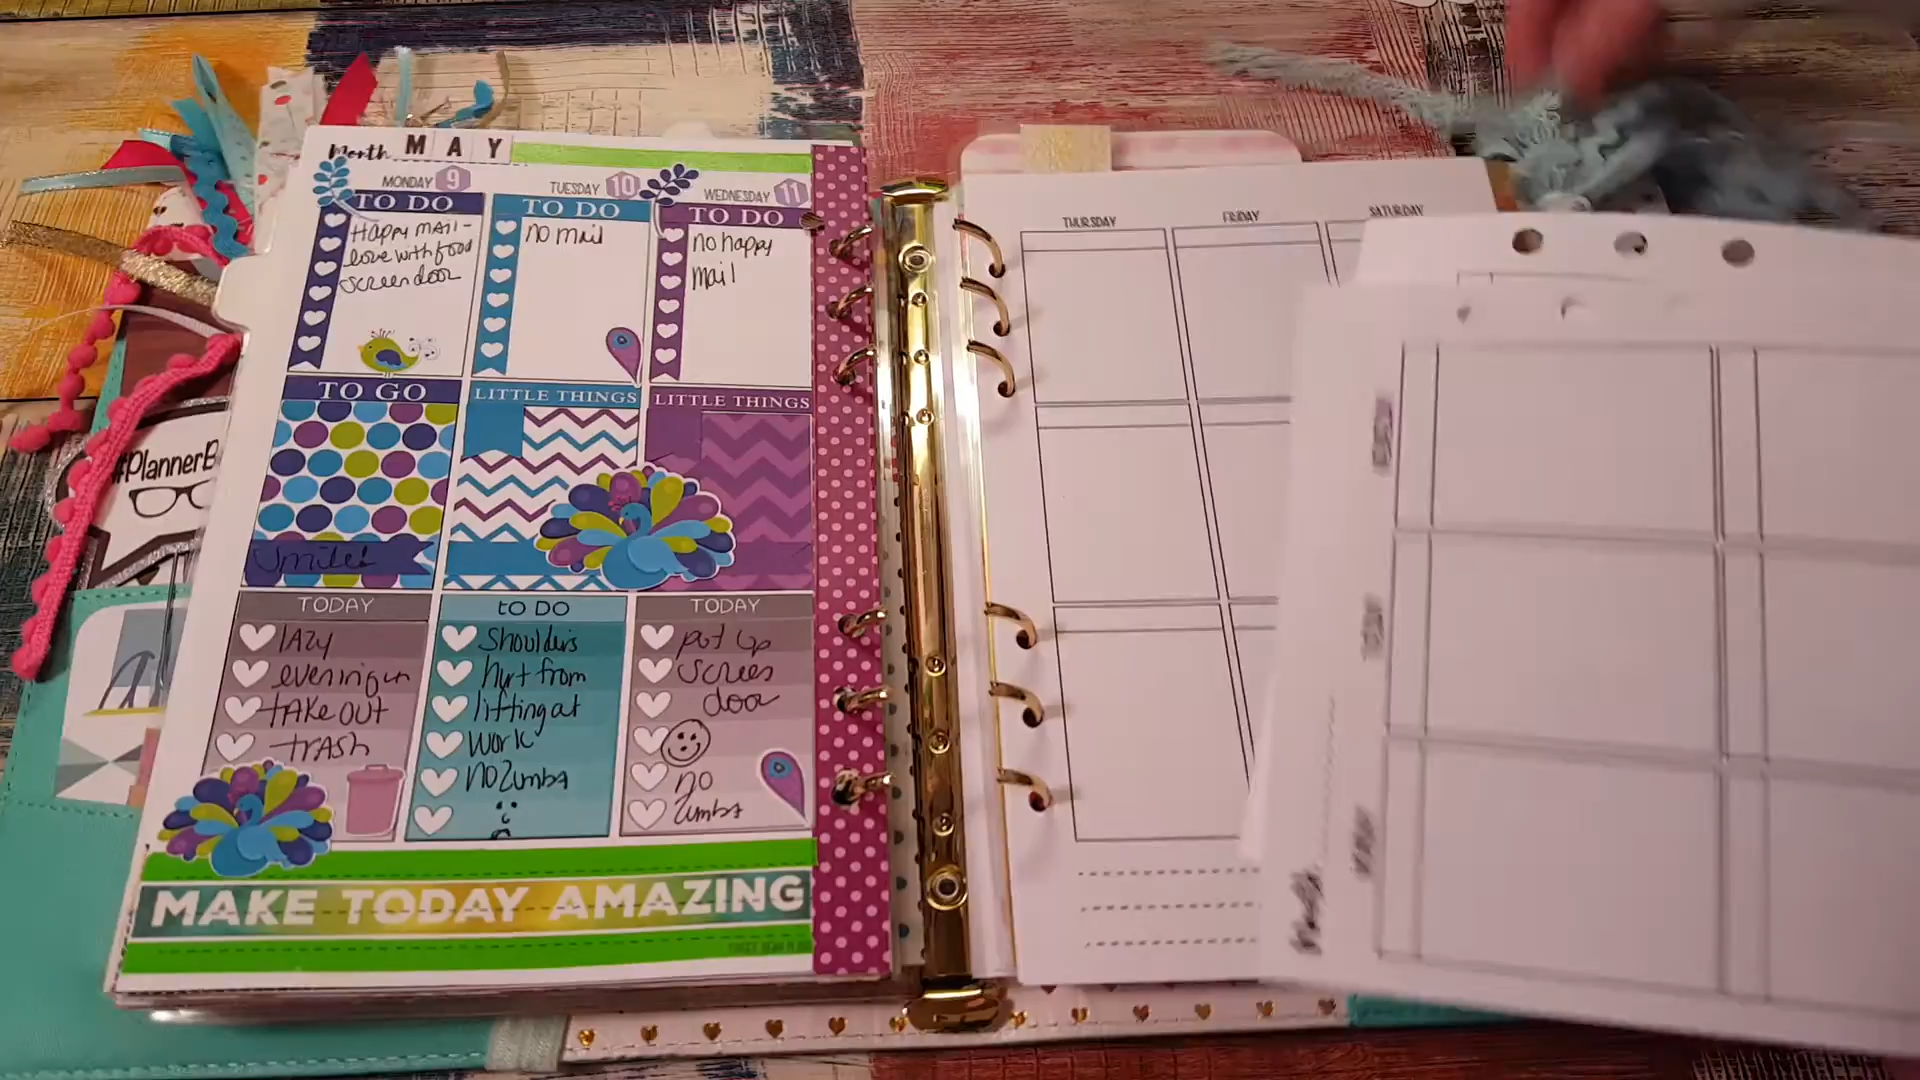 Month MAY
MONDAY 9
TUESDAY 10
WEDNESDAY 11
TO DO
Happy MAIL-
love with food
screen door
TO DO
no mail
TO DO
no happy
mail
TO GO
Smile!
LITTLE THINGS
LITTLE THINGS
TODAY
LAZY
evening in
TAKE OUT
TRASH
TO DO
Shoulders
hurt from
lifting at
Work
NO Zumba
TODAY
put up
screen
door
no
Zumba
MAKE TODAY AMAZING
#PlannerB
THURSDAY
FRIDAY
SATURDAY